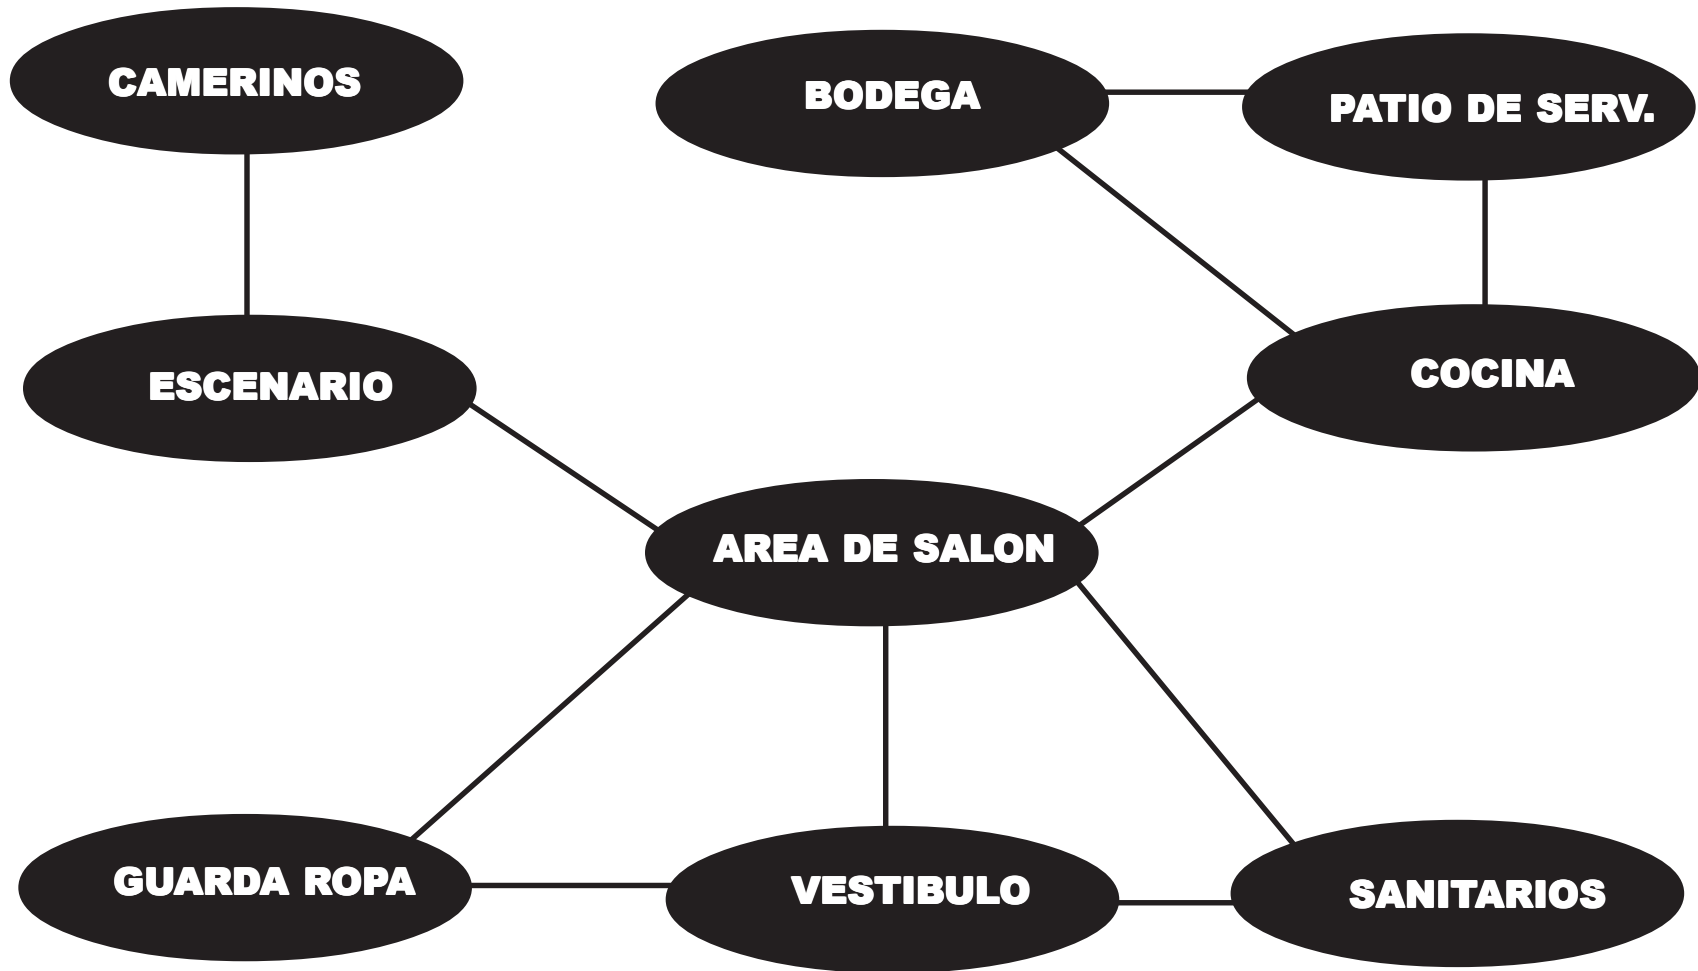 CAMERINOS
BODEGA
PATIO DE SERV.
ESCENARIO
COCINA
AREA DE SALON
GUARDA ROPA
VESTIBULO
SANITARIOS